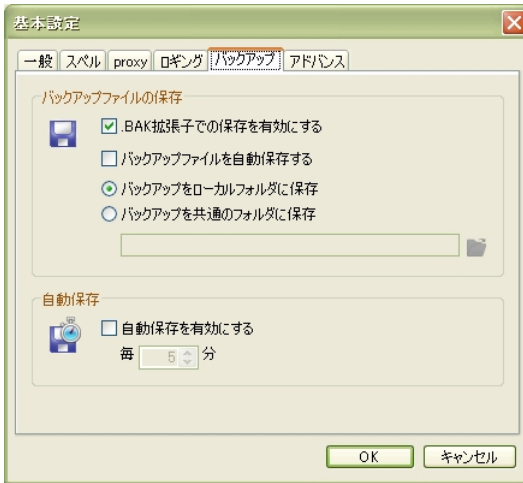 基本設定
一般 スペル proxy ロギング バックアップ アドバンス
バックアップファイルの保存
.BAK拡張子での保存を有効にする
バックアップファイルを自動保存する
バックアップをローカルフォルダに保存
バックアップを共通のフォルダに保存
自動保存
自動保存を有効にする
毎 5 分
OK キャンセル